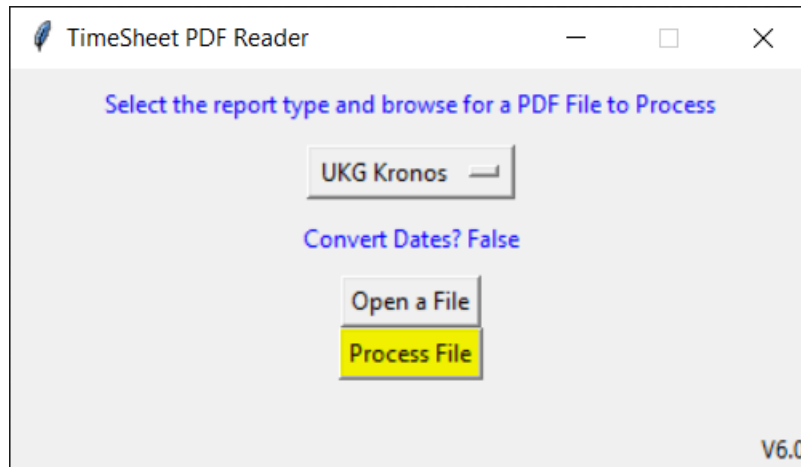 TimeSheet PDF Reader
Select the report type and browse for a PDF File to Process
UKG Kronos
Convert Dates? False
Open a File
Process File
V6.0